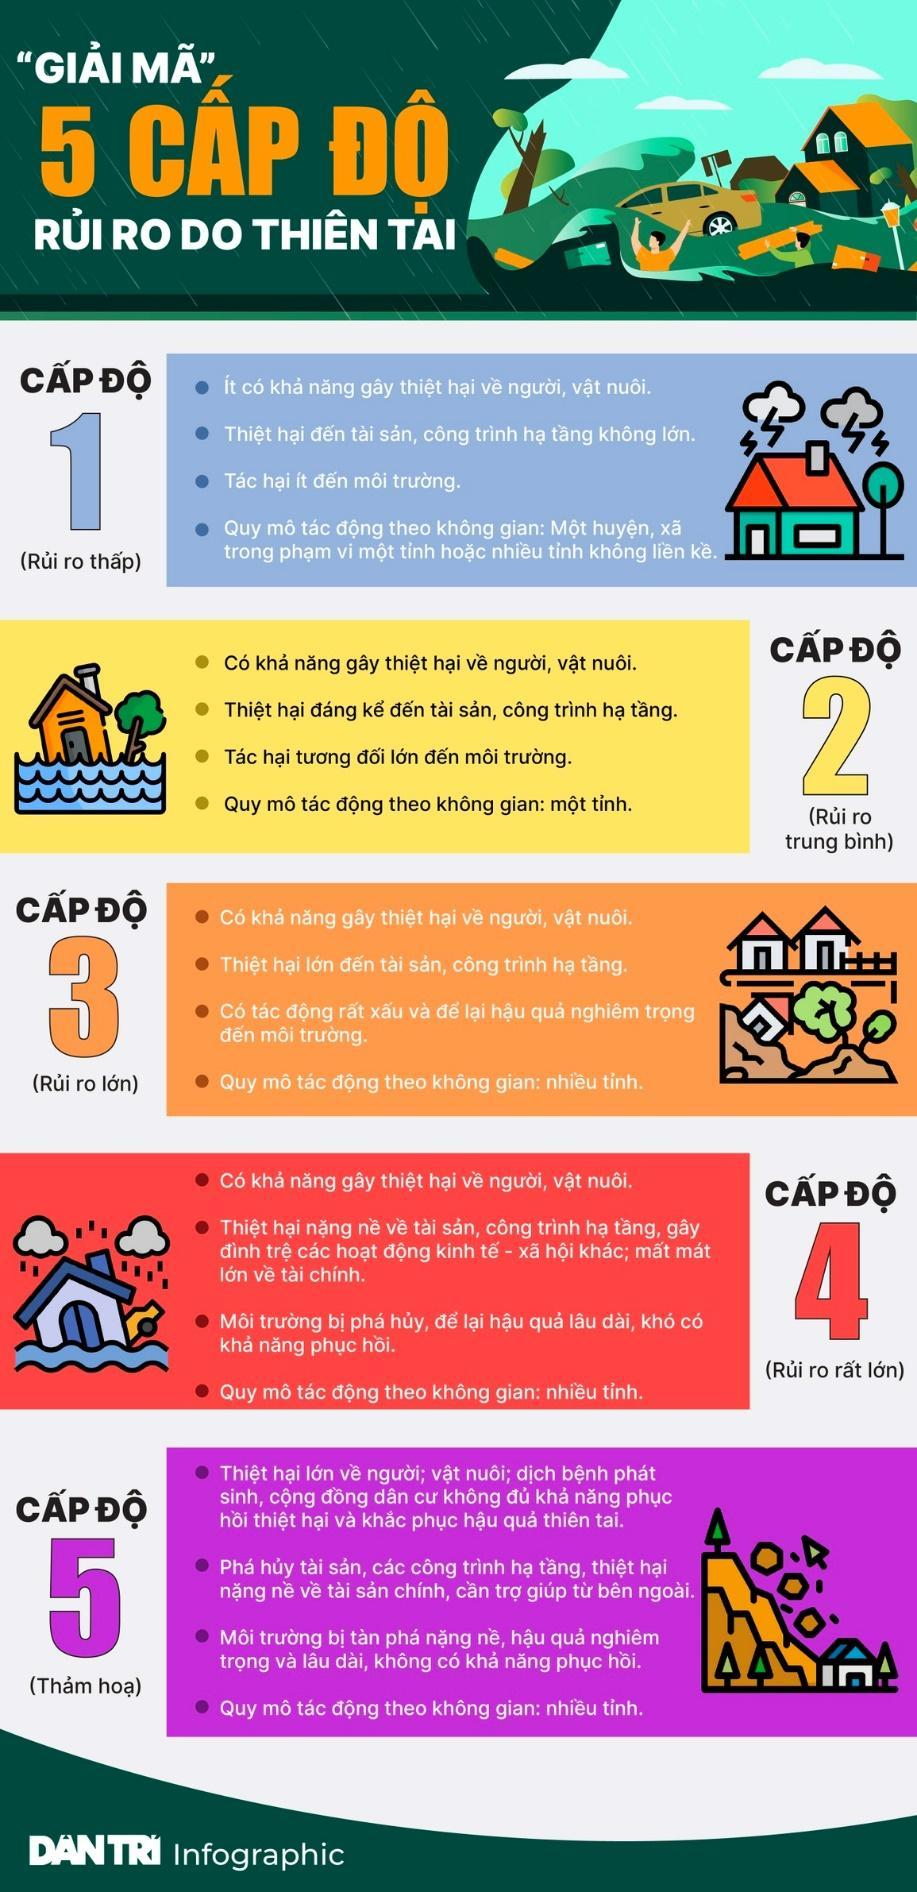 “GIẢI MÃ”
5 CẤP ĐỘ
RỦI RO DO THIÊN TAI
CẤP ĐỘ
1
(Rủi ro thấp)
Ít có khả năng gây thiệt hại về người, vật nuôi.
Thiệt hại đến tài sản, công trình hạ tầng không lớn.
Tác hại ít đến môi trường.
Quy mô tác động theo không gian: Một huyện, xã
trong phạm vi một tỉnh hoặc nhiều tỉnh không liền kề.
CẤP ĐỘ
2
(Rủi ro
trung bình)
Có khả năng gây thiệt hại về người, vật nuôi.
Thiệt hại đáng kể đến tài sản, công trình hạ tầng.
Tác hại tương đối lớn đến môi trường.
Quy mô tác động theo không gian: một tỉnh.
CẤP ĐỘ
3
(Rủi ro lớn)
Có khả năng gây thiệt hại về người, vật nuôi.
Thiệt hại lớn đến tài sản, công trình hạ tầng.
Có tác động rất xấu và để lại hậu quả nghiêm trọng
đến môi trường.
Quy mô tác động theo không gian: nhiều tỉnh.
CẤP ĐỘ
4
(Rủi ro rất lớn)
Có khả năng gây thiệt hại về người, vật nuôi.
Thiệt hại nặng nề về tài sản, công trình hạ tầng, gây
đình trệ các hoạt động kinh tế - xã hội khác; mất mát
lớn về tài chính.
Môi trường bị phá hủy, để lại hậu quả lâu dài, khó có
khả năng phục hồi.
Quy mô tác động theo không gian: nhiều tỉnh.
CẤP ĐỘ
5
(Thảm hoạ)
Thiệt hại lớn về người; vật nuôi; dịch bệnh phát
sinh, cộng đồng dân cư không đủ khả năng phục
hồi thiệt hại và khắc phục hậu quả thiên tai.
Phá hủy tài sản, các công trình hạ tầng, thiệt hại
nặng nề về tài sản chính, cần trợ giúp từ bên ngoài.
Môi trường bị tàn phá nặng nề, hậu quả nghiêm
trọng và lâu dài, không có khả năng phục hồi.
Quy mô tác động theo không gian: nhiều tỉnh.
DÂN TRÍ Infographic